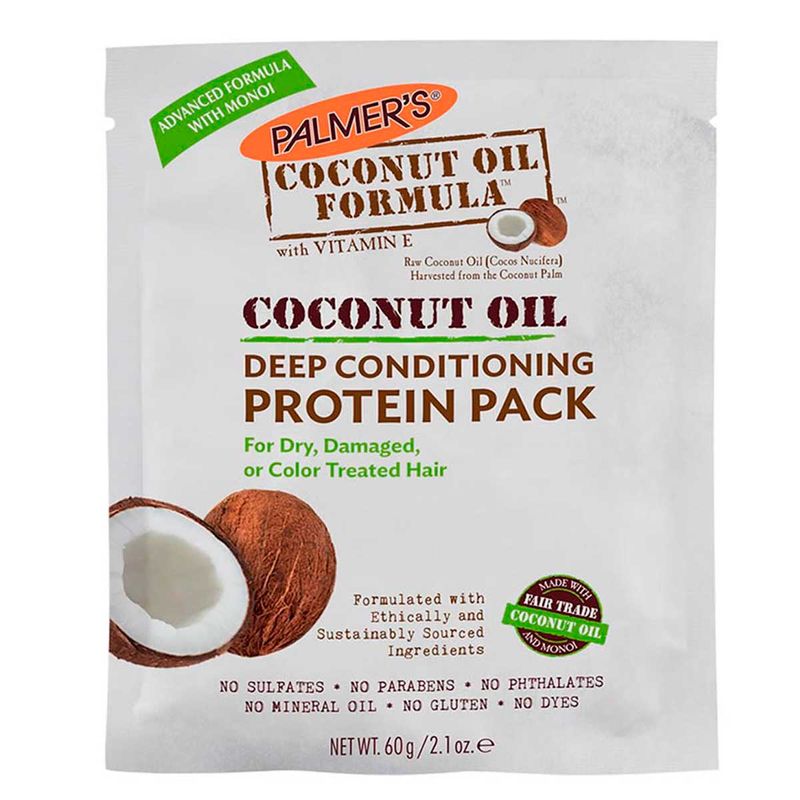 ADVANCED FORMULA
WITH MONOI
PALMER'S®
COCONUT OIL
FORMULA™
™
with VITAMIN E
Raw Coconut Oil (Cocos Nucifera)
Harvested from the Coconut Palm
COCONUT OIL
DEEP CONDITIONING
PROTEIN PACK
For Dry, Damaged,
or Color Treated Hair
Formulated with
Ethically and
Sustainably Sourced
Ingredients
MADE WITH
FAIR TRADE
COCONUT OIL
AND MONOI
NO SULFATES * NO PARABENS * NO PHTHALATES
NO MINERAL OIL * NO GLUTEN * NO DYES
NET WT. 60g/2.1 oz. ℮